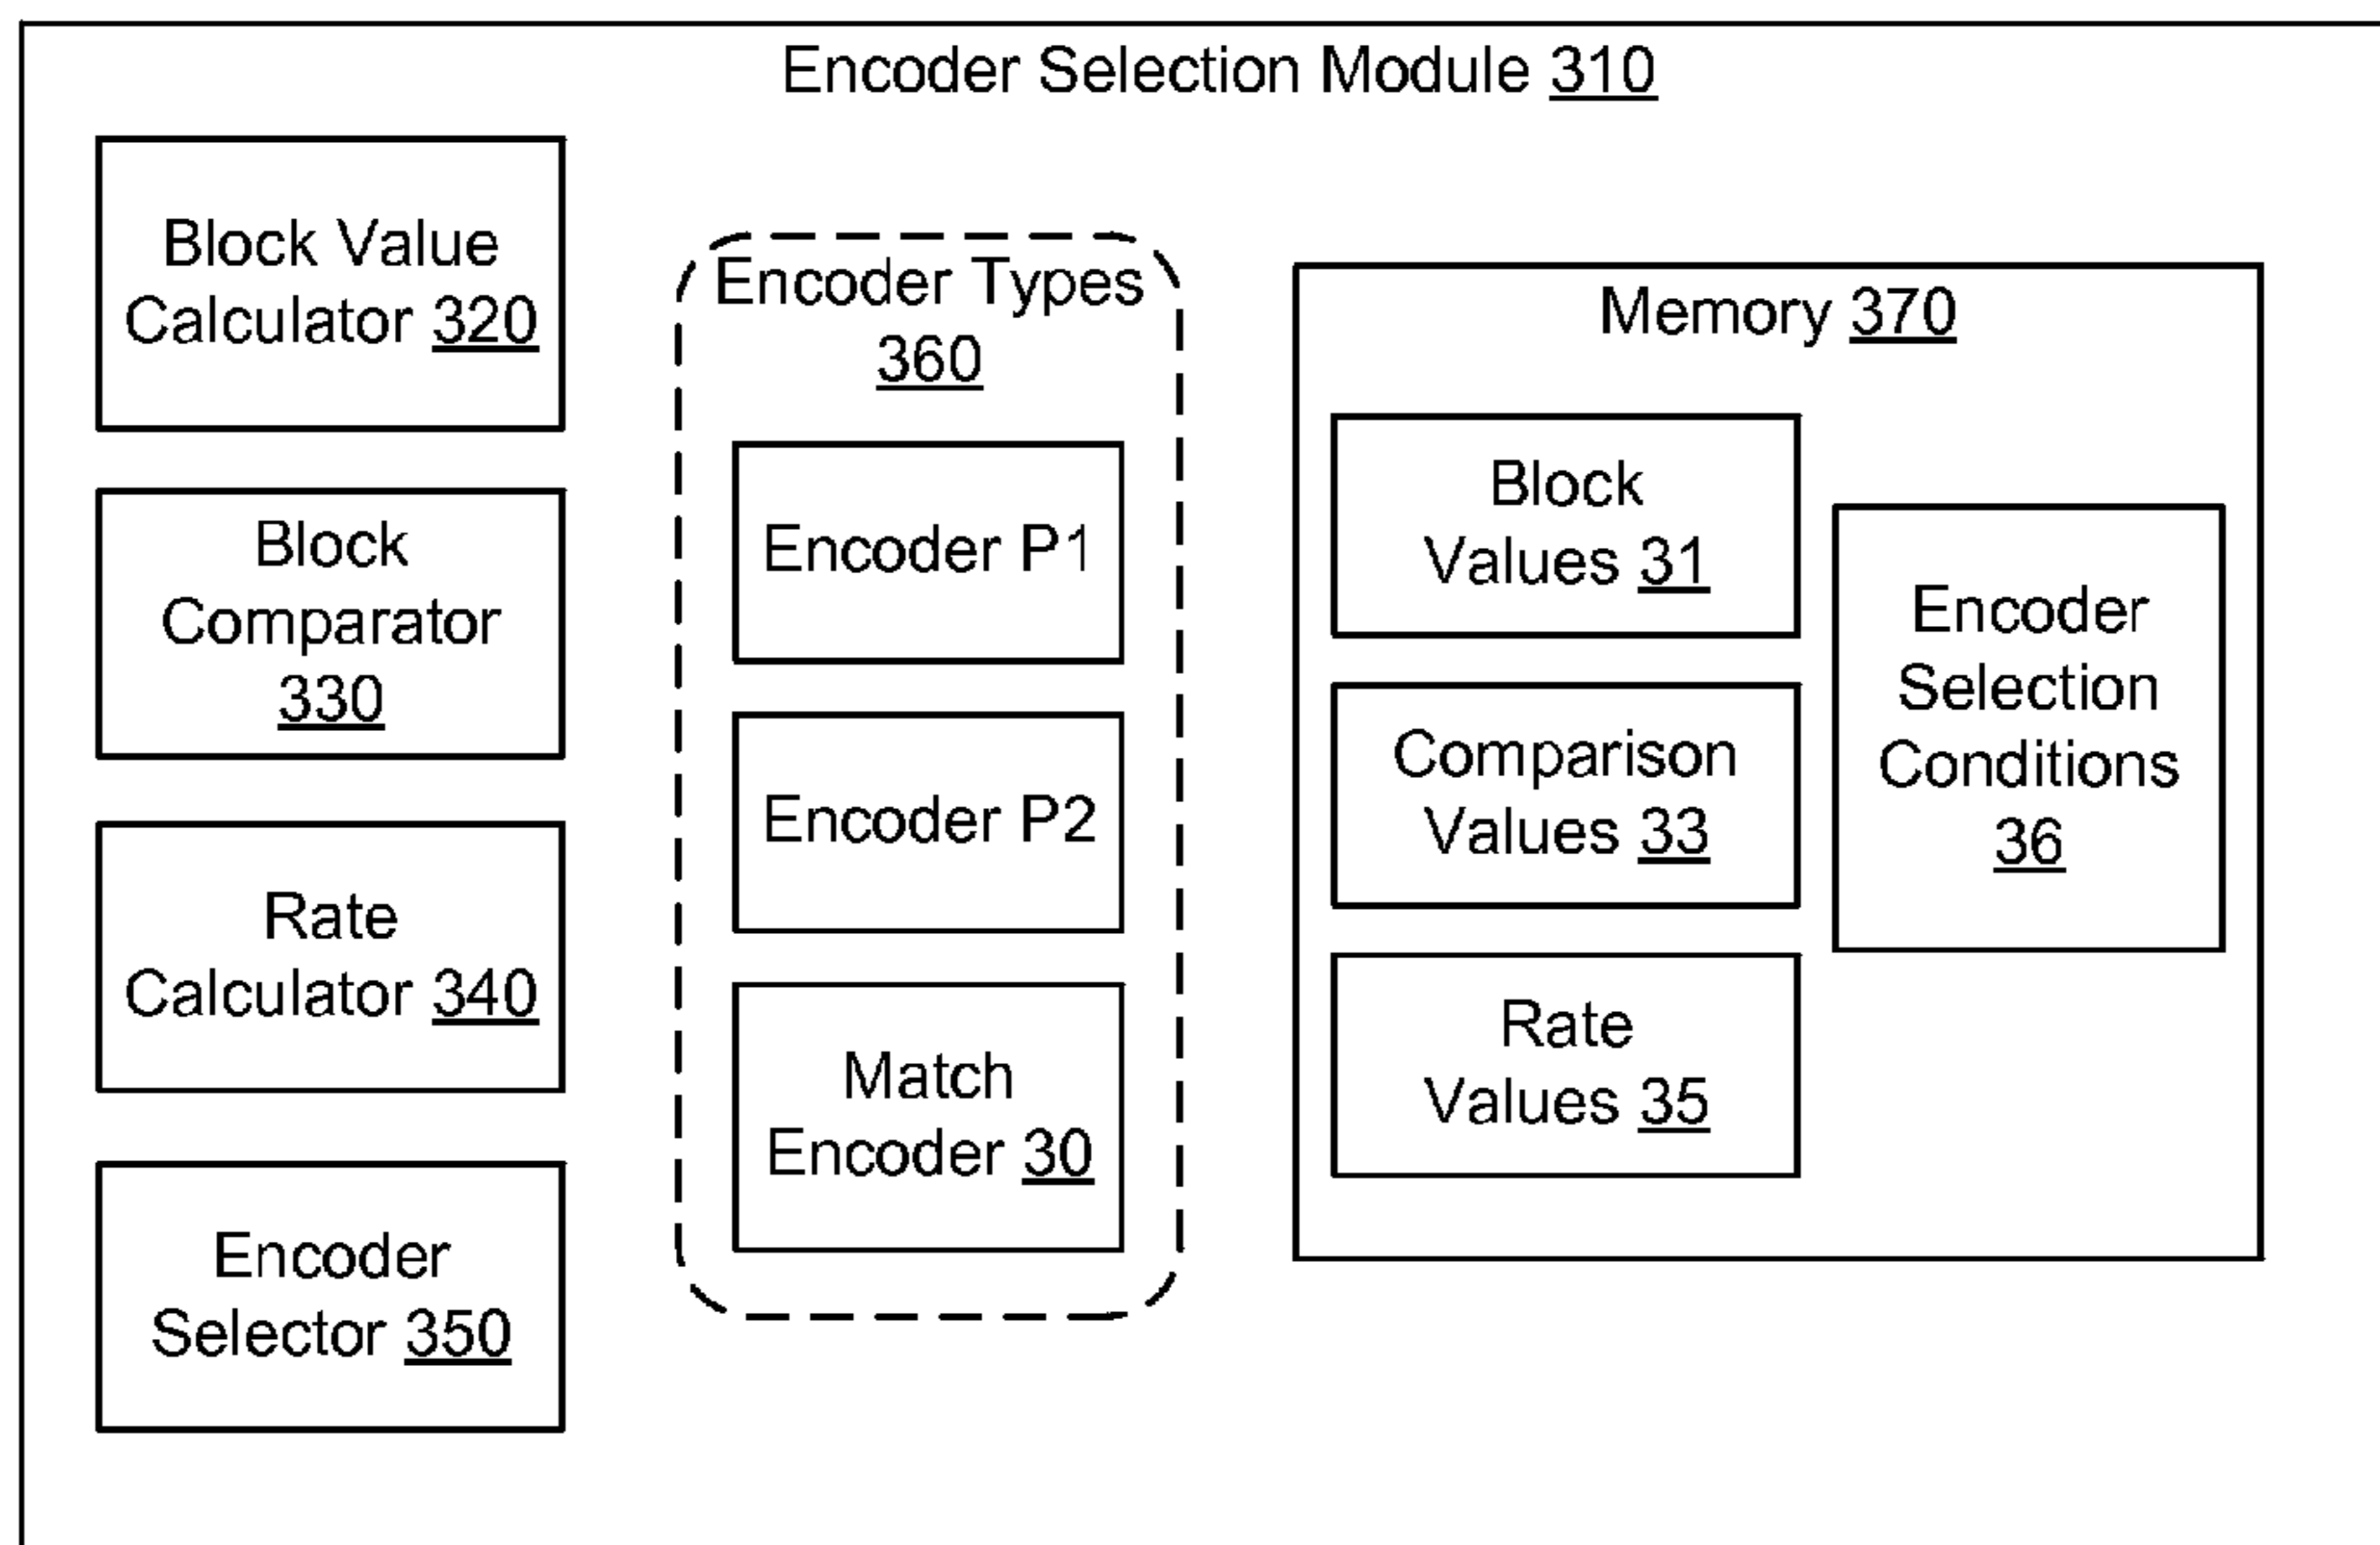 Encoder Selection Module 310
Block Value
Calculator 320
Block
Comparator
330
Rate
Calculator 340
Encoder
Selector 350
Encoder Types
360
Encoder P1
Encoder P2
Match
Encoder 30
Memory 370
Block
Values 31
Comparison
Values 33
Rate
Values 35
Encoder
Selection
Conditions
36